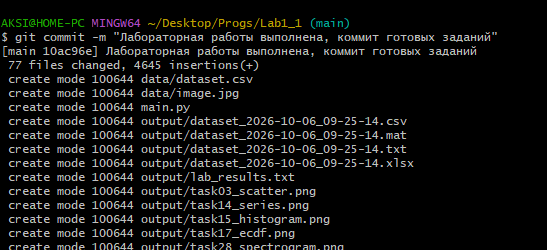 AKSI@HOME-PC MINGW64 ~/Desktop/Progs/Lab1_1 (main)
$ git commit -m "Лабораторная работы выполнена, коммит готовых заданий"
[main 10ac96e] Лабораторная работы выполнена, коммит готовых заданий
 77 files changed, 4645 insertions(+)
 create mode 100644 data/dataset.csv
 create mode 100644 data/image.jpg
 create mode 100644 main.py
 create mode 100644 output/dataset_2026-10-06_09-25-14.csv
 create mode 100644 output/dataset_2026-10-06_09-25-14.mat
 create mode 100644 output/dataset_2026-10-06_09-25-14.txt
 create mode 100644 output/dataset_2026-10-06_09-25-14.xlsx
 create mode 100644 output/lab_results.txt
 create mode 100644 output/task03_scatter.png
 create mode 100644 output/task14_series.png
 create mode 100644 output/task15_histogram.png
 create mode 100644 output/task17_ecdf.png
 create mode 100644 output/task28_spectrogram.png